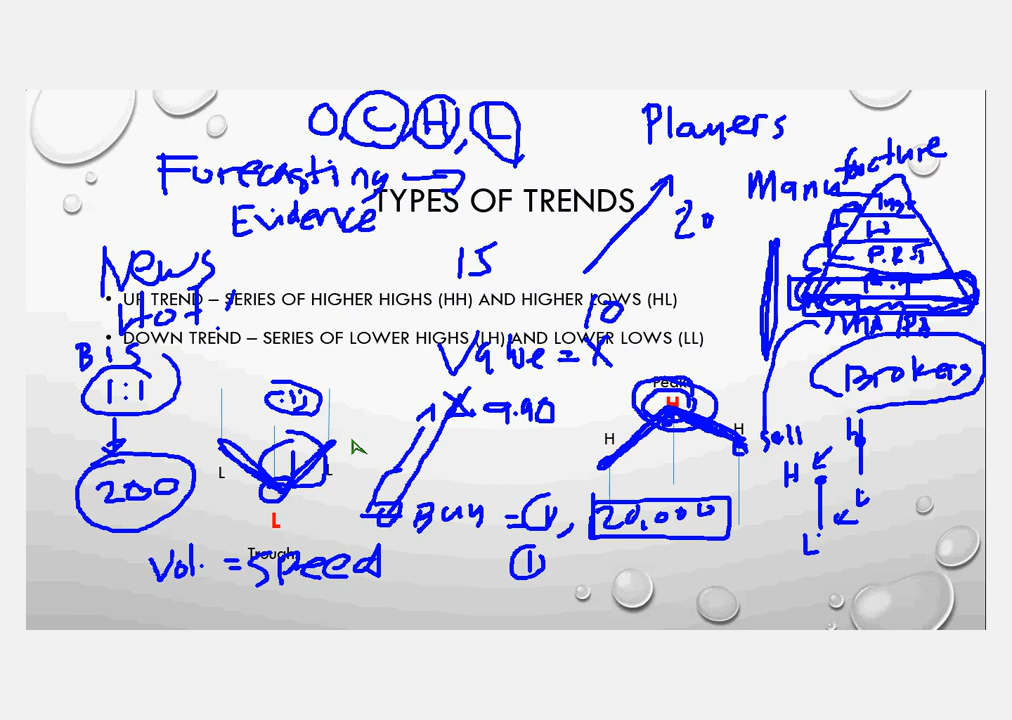 O, C, H, L
Players
Forecasting →
Evidence
TYPES OF TRENDS
Manufacture
20
15
News
Hot!
• UP TREND – SERIES OF HIGHER HIGHS (HH) AND HIGHER LOWS (HL)
10
• DOWN TREND – SERIES OF LOWER HIGHS (LH) AND LOWER LOWS (LL)
Value = X
Brokers
1:1
Peak
H
9.90
H
H
sell
L
L
L
200
Buy =
20,000
H
H
L
L
Trough
Vol. = Speed
1